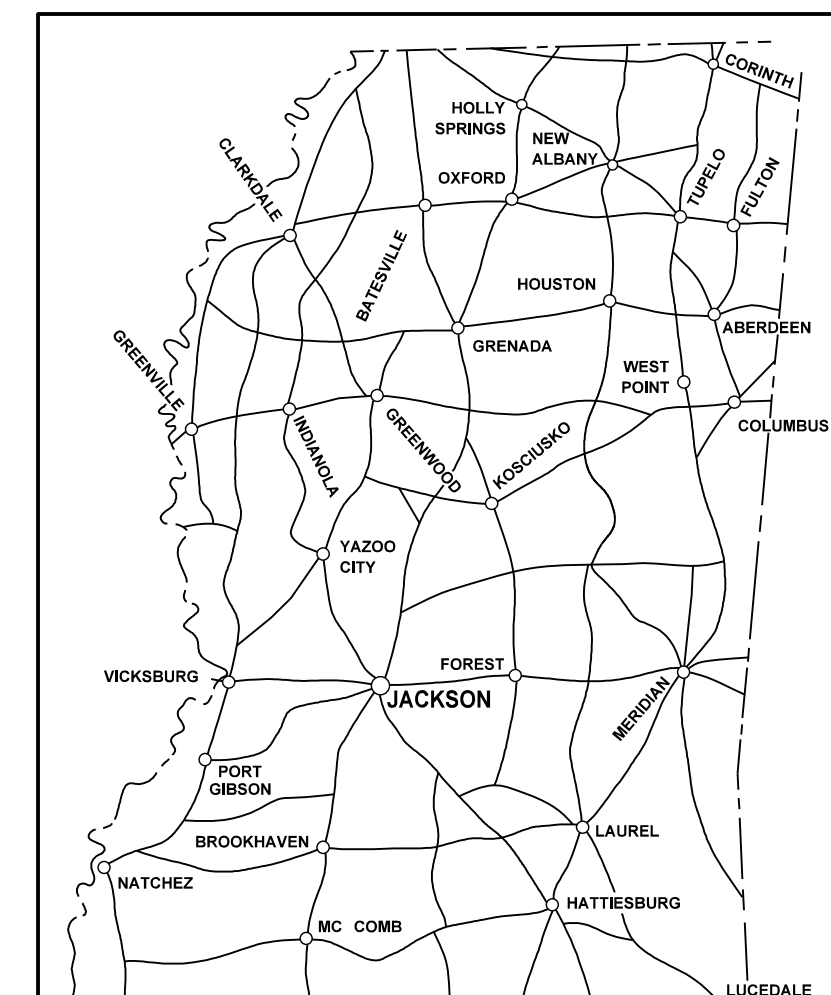 CORINTH
HOLLY
SPRINGS
NEW
ALBANY
CLARKDALE
OXFORD
TUPELO
FULTON
BATESVILLE
HOUSTON
ABERDEEN
GREENVILLE
GRENADA
WEST
POINT
COLUMBUS
INDIANOLA
GREENWOOD
KOSCIUSKO
YAZOO
CITY
VICKSBURG
FOREST
JACKSON
MERIDIAN
PORT
GIBSON
BROOKHAVEN
LAUREL
NATCHEZ
HATTIESBURG
MC COMB
LUCEDALE